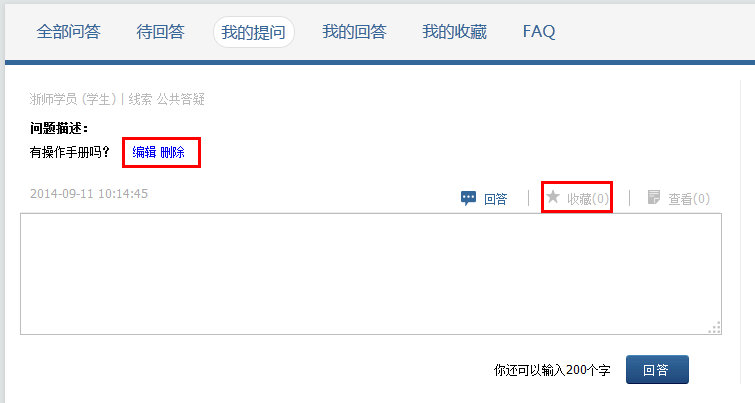 全部问答 待回答 我的提问 我的回答 我的收藏 FAQ
浙师学员 (学生) | 线索 公共答疑
问题描述：
有操作手册吗？ 编辑 删除
2014-09-11 10:14:45 回答 | 收藏(0) | 查看(0)
你还可以输入200个字 回答